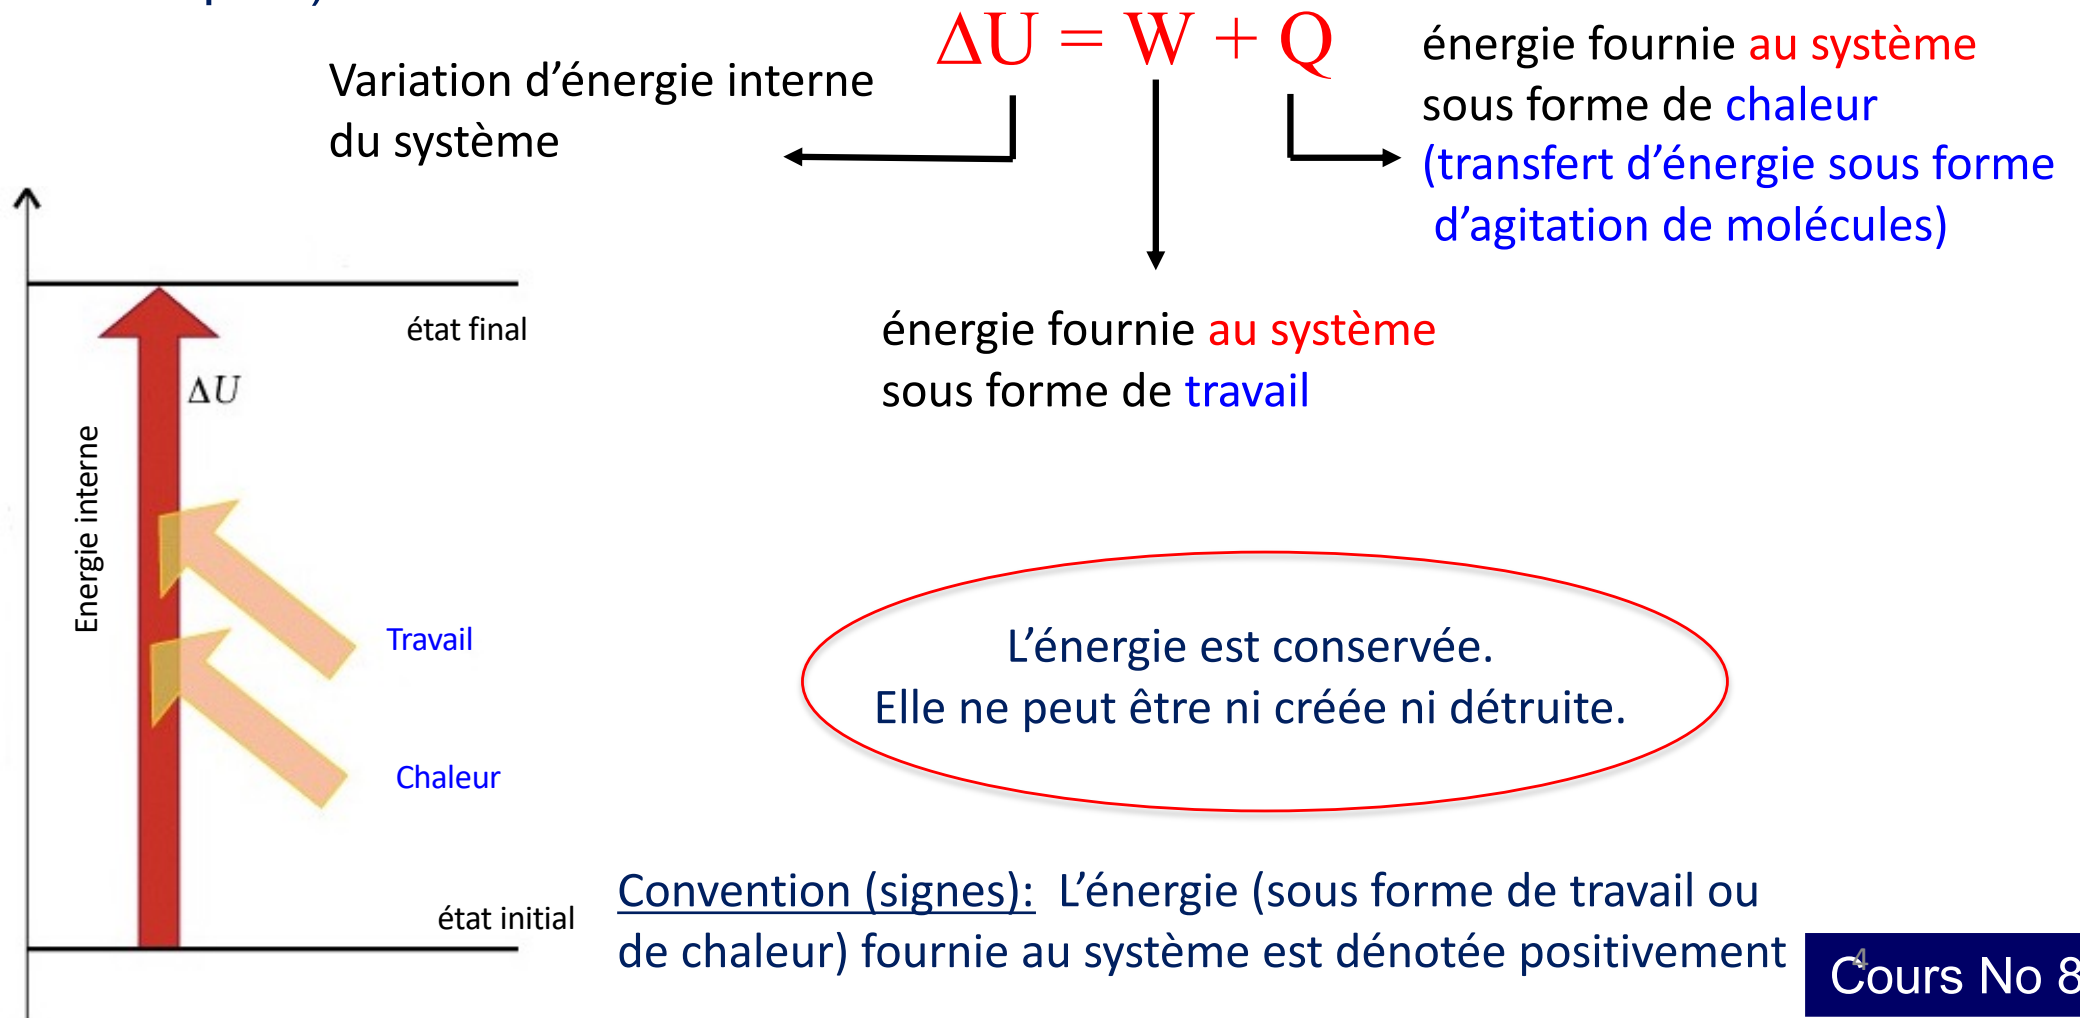 ΔU = W + Q
Variation d’énergie interne
du système
énergie fournie au système
sous forme de chaleur
(transfert d’énergie sous forme
d’agitation de molécules)
énergie fournie au système
sous forme de travail
état final
ΔU
Energie interne
Travail
Chaleur
état initial
L’énergie est conservée.
Elle ne peut être ni créée ni détruite.
Convention (signes): L’énergie (sous forme de travail ou
de chaleur) fournie au système est dénotée positivement
4
Cours No 8